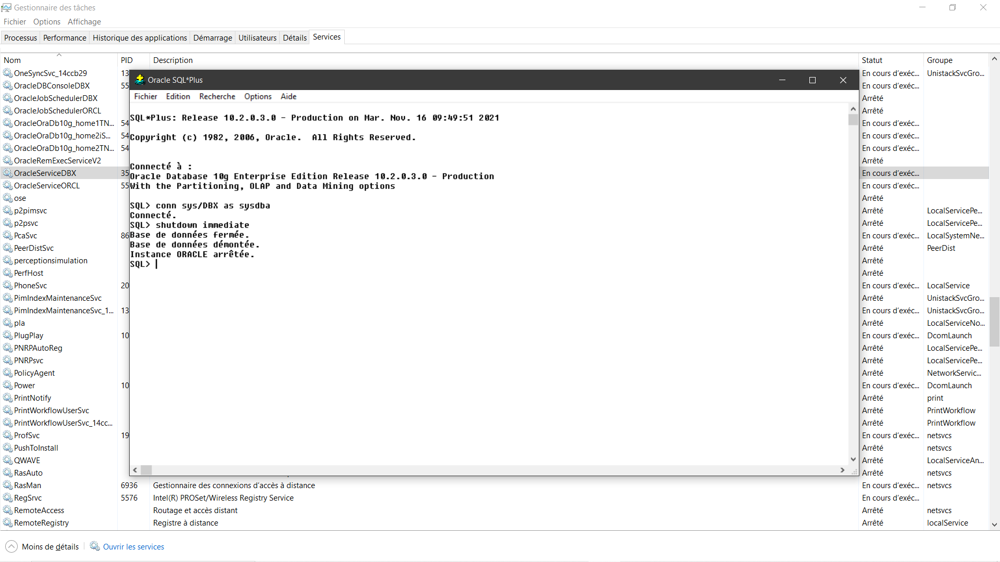 Gestionnaire des tâches
Fichier Options Affichage
Processus Performance Historique des applications Démarrage Utilisateurs Détails Services
Nom PID Description Statut Groupe
OneSyncSvc_14ccb29 13 En cours d'exéc... UnistackSvcGro...
OracleDBConsoleDBX 55 En cours d'exéc...
OracleJobSchedulerDBX Arrêté
OracleJobSchedulerORCL Arrêté
OracleOraDb10g_home1TN... 54 En cours d'exéc...
OracleOraDb10g_home2iS... 54 En cours d'exéc...
OracleOraDb10g_home2TN... 54 En cours d'exéc...
OracleRemExecServiceV2 Arrêté
OracleServiceDBX 35 En cours d'exéc...
OracleServiceORCL 55 En cours d'exéc...
ose Arrêté
p2pimsvc Arrêté LocalServicePe...
p2psvc Arrêté LocalServicePe...
PcaSvc 86 En cours d'exéc... LocalSystemNe...
PeerDistSvc Arrêté PeerDist
perceptionsimulation Arrêté
PerfHost Arrêté
PhoneSvc 20 En cours d'exéc... LocalService
PimIndexMaintenanceSvc Arrêté UnistackSvcGro...
PimIndexMaintenanceSvc_1... 13 En cours d'exéc... UnistackSvcGro...
pla Arrêté LocalServiceNo...
PlugPlay 10 En cours d'exéc... DcomLaunch
PNRPAutoReg Arrêté LocalServicePe...
PNRPsvc Arrêté LocalServicePe...
PolicyAgent Arrêté NetworkServic...
Power 10 En cours d'exéc... DcomLaunch
PrintNotify Arrêté print
PrintWorkflowUserSvc Arrêté PrintWorkflow
PrintWorkflowUserSvc_14cc... Arrêté PrintWorkflow
ProfSvc 19 En cours d'exéc... netsvcs
PushToInstall Arrêté netsvcs
QWAVE Arrêté LocalServiceAn...
RasAuto Arrêté netsvcs
RasMan 6936 Gestionnaire des connexions d'accès à distance En cours d'exéc... netsvcs
RegSrvc 5576 Intel(R) PROSet/Wireless Registry Service En cours d'exéc...
RemoteAccess Routage et accès distant Arrêté netsvcs
RemoteRegistry Registre à distance Arrêté localService
Moins de détails Ouvrir les services
Oracle SQL*Plus
Fichier Edition Recherche Options Aide
SQL*Plus: Release 10.2.0.3.0 - Production on Mar. Nov. 16 09:49:51 2021
Copyright (c) 1982, 2006, Oracle. All Rights Reserved.
Connecté à :
Oracle Database 10g Enterprise Edition Release 10.2.0.3.0 - Production
With the Partitioning, OLAP and Data Mining options
SQL> conn sys/DBX as sysdba
Connecté.
SQL> shutdown immediate
Base de données fermée.
Base de données démontée.
Instance ORACLE arrêtée.
SQL>